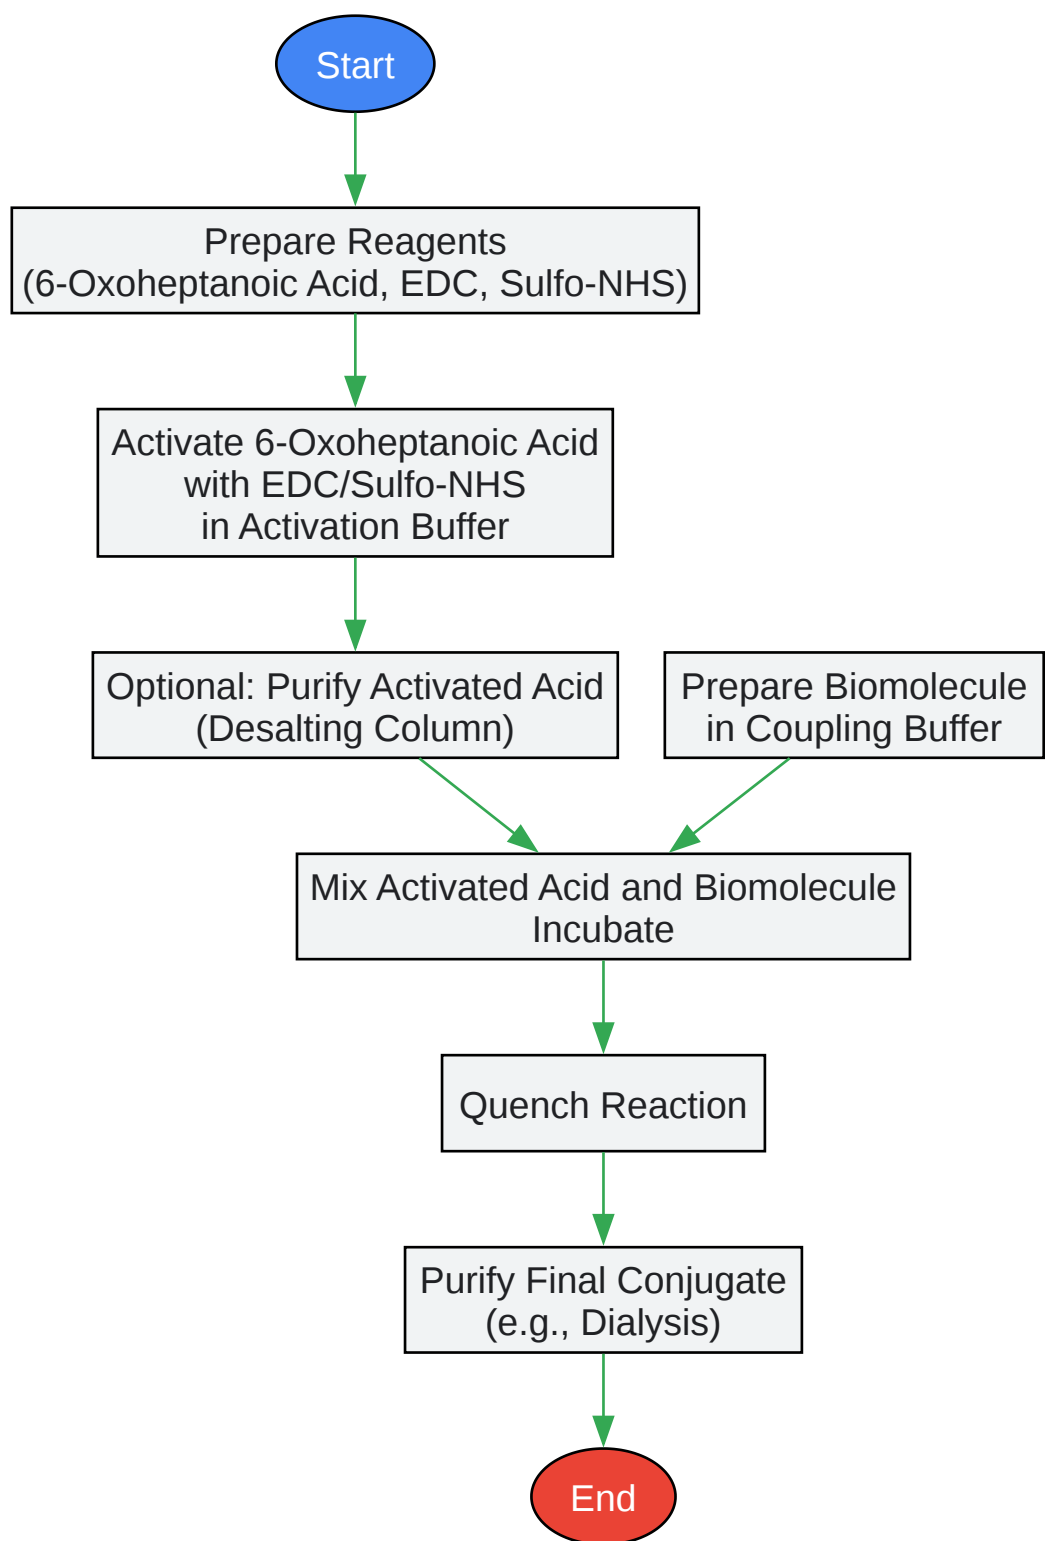 Start
Prepare Reagents
(6-Oxoheptanoic Acid, EDC, Sulfo-NHS)
Activate 6-Oxoheptanoic Acid
with EDC/Sulfo-NHS
in Activation Buffer
Optional: Purify Activated Acid
(Desalting Column)
Prepare Biomolecule
in Coupling Buffer
Mix Activated Acid and Biomolecule
Incubate
Quench Reaction
Purify Final Conjugate
(e.g., Dialysis)
End